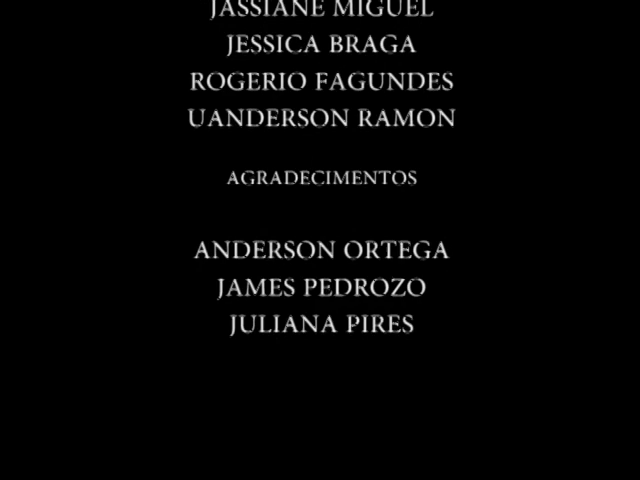 JASSIANE MIGUEL
JESSICA BRAGA
ROGERIO FAGUNDES
UANDERSON RAMON
AGRADECIMENTOS
ANDERSON ORTEGA
JAMES PEDROZO
JULIANA PIRES